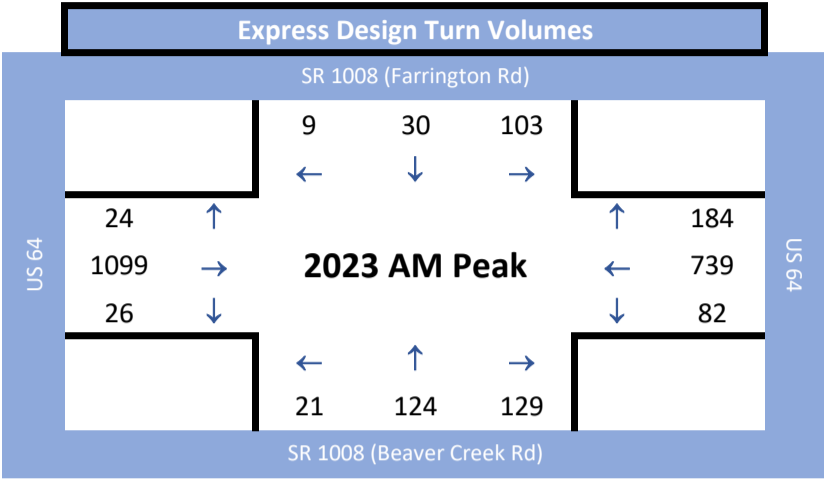 Express Design Turn Volumes
SR 1008 (Farrington Rd)
9 30 103
← ↓ →
24 ↑ ↑ 184
US 64
1099 → 2023 AM Peak ← 739
US 64
26 ↓ ↓ 82
← ↑ →
21 124 129
SR 1008 (Beaver Creek Rd)